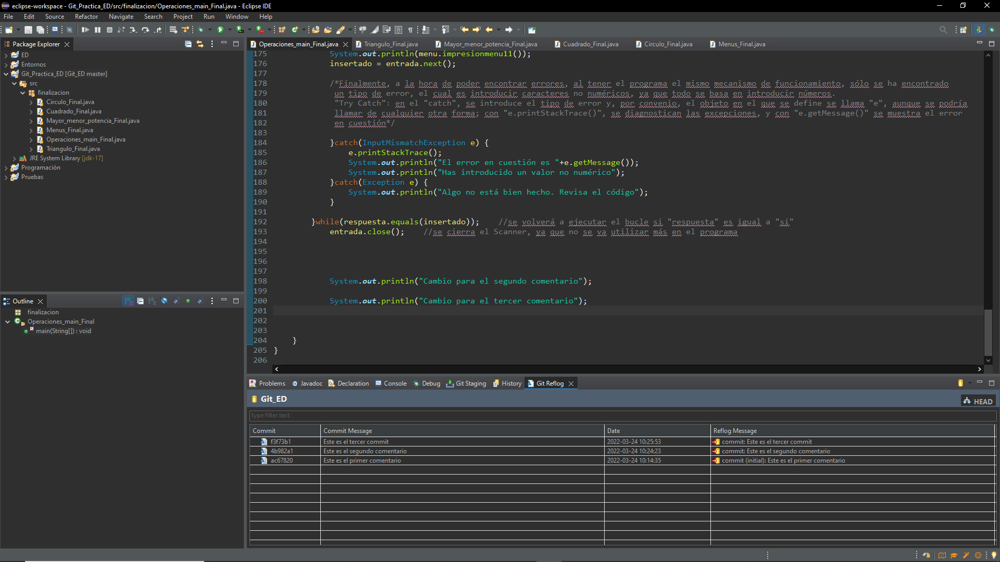 eclipse-workspace - Git_Practica_ED/src/finalizacion/Operaciones_main_Final.java - Eclipse IDE
File Edit Source Refactor Navigate Search Project Run Window Help
Package Explorer
ED
Entornos
Git_Practica_ED [Git_ED master]
src
finalizacion
Circulo_Final.java
Cuadrado_Final.java
Mayor_menor_potencia_Final.java
Menus_Final.java
Operaciones_main_Final.java
Triangulo_Final.java
JRE System Library [jdk-17]
Programación
Pruebas
Outline
finalizacion
Operaciones_main_Final
main(String[]) : void
Operaciones_main_Final.java Triangulo_Final.java Mayor_menor_potencia_Final.java Cuadrado_Final.java Circulo_Final.java Menus_Final.java
175 System.out.println(menu.impresionmenu11());
176 insertado = entrada.next();
177
178 /*Finalmente, a la hora de poder encontrar errores, al tener el programa el mismo mecanismo de funcionamiento, sólo se ha encontrado
179 un tipo de error, el cual es introducir caracteres no numéricos, ya que todo se basa en introducir números.
180 "Try Catch": en el "catch", se introduce el tipo de error y, por convenio, el objeto en el que se define se llama "e", aunque se podría
181 llamar de cualquier otra forma; con "e.printStackTrace()", se diagnostican las excepciones, y con "e.getMessage()" se muestra el error
182 en cuestión*/
183
184 }catch(InputMismatchException e) {
185 e.printStackTrace();
186 System.out.println("El error en cuestión es "+e.getMessage());
187 System.out.println("Has introducido un valor no numérico");
188 }catch(Exception e) {
189 System.out.println("Algo no está bien hecho. Revisa el código");
190 }
191
192 }while(respuesta.equals(insertado)); //se volverá a ejecutar el bucle si "respuesta" es igual a "si"
193 entrada.close(); //se cierra el Scanner, ya que no se va utilizar más en el programa
194
195
196
197
198 System.out.println("Cambio para el segundo comentario");
199
200 System.out.println("Cambio para el tercer comentario");
201
202
203
204 }
205 }
206
Problems Javadoc Declaration Console Debug Git Staging History Git Reflog
Git_ED
HEAD
type filter text
Commit Commit Message Date Reflog Message
f3f73b1 Este es el tercer commit 2022-03-24 10:25:53 commit: Este es el tercer commit
4b982a1 Este es el segundo comentario 2022-03-24 10:24:23 commit: Este es el segundo comentario
ac67820 Este es el primer comentario 2022-03-24 10:14:35 commit (initial): Este es el primer comentario